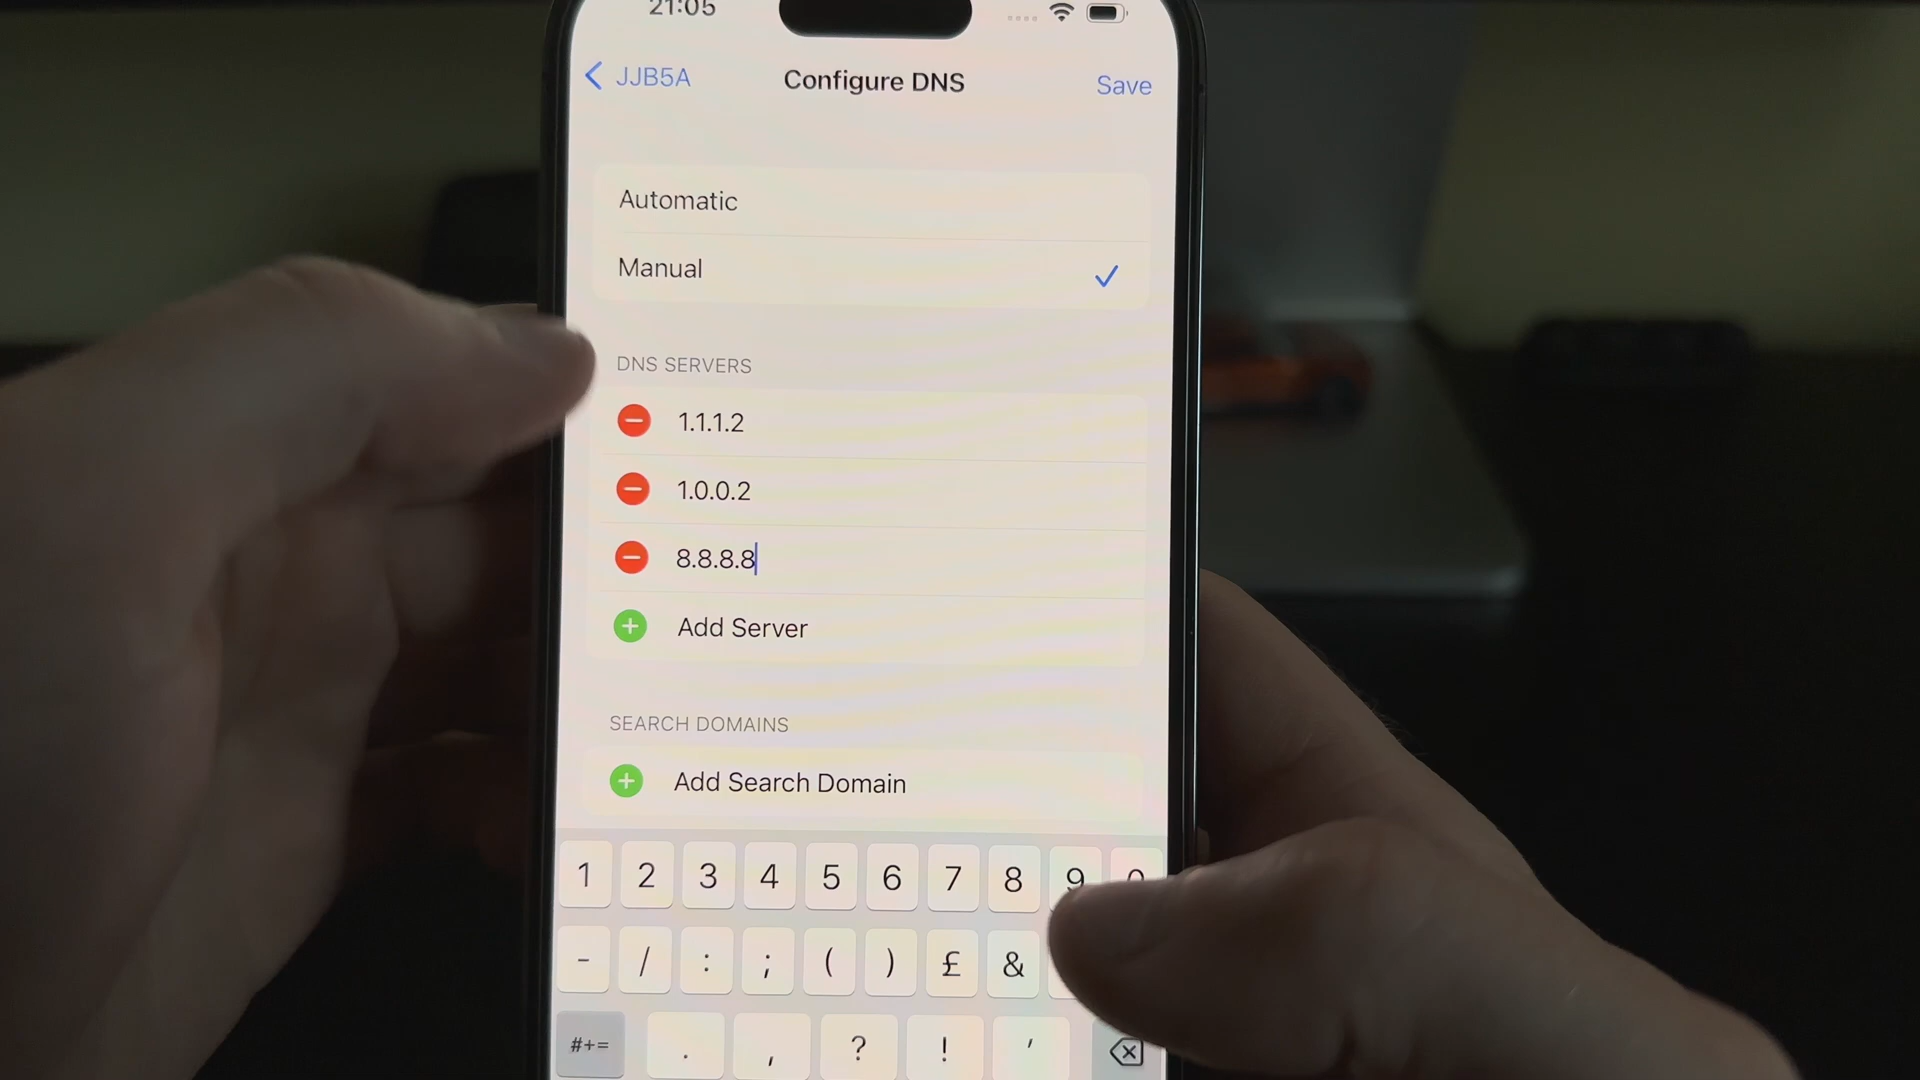 21:05
JJB5A
Configure DNS
Save
Automatic
Manual
DNS SERVERS
1.1.1.2
1.0.0.2
8.8.8.8
Add Server
SEARCH DOMAINS
Add Search Domain
1 2 3 4 5 6 7 8 9 0
- / : ; ( ) £ &
#+= . , ? ! '